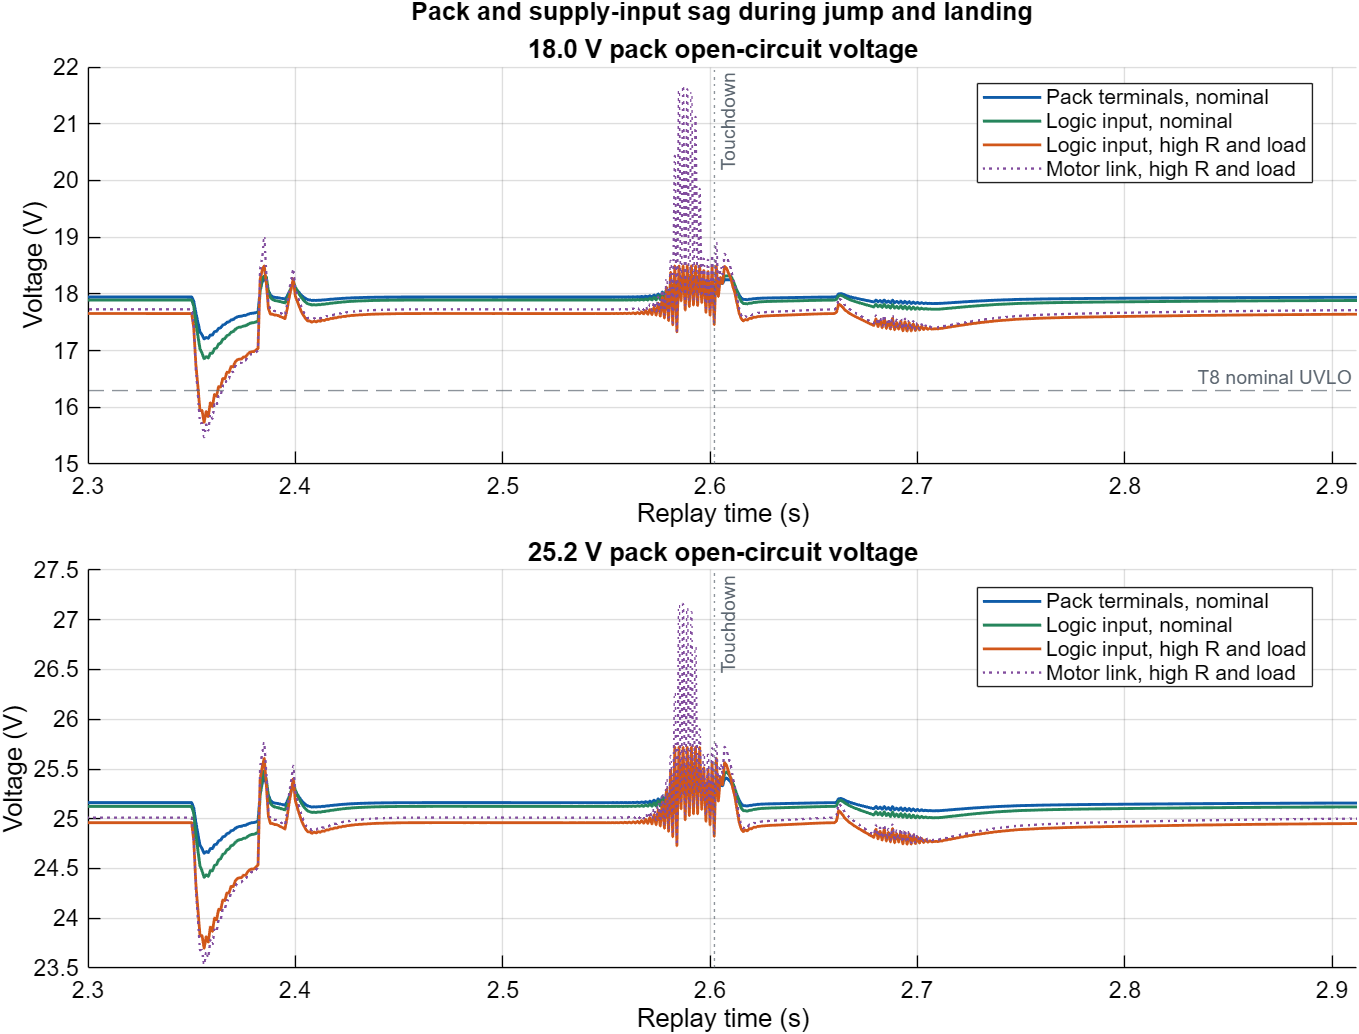 Pack and supply-input sag during jump and landing
18.0 V pack open-circuit voltage
22
21
20
19
18
17
16
15
Voltage (V)
Touchdown
Pack terminals, nominal
Logic input, nominal
Logic input, high R and load
Motor link, high R and load
T8 nominal UVLO
2.3
2.4
2.5
2.6
2.7
2.8
2.9
Replay time (s)
25.2 V pack open-circuit voltage
27.5
27
26.5
26
25.5
25
24.5
24
23.5
Voltage (V)
Touchdown
Pack terminals, nominal
Logic input, nominal
Logic input, high R and load
Motor link, high R and load
2.3
2.4
2.5
2.6
2.7
2.8
2.9
Replay time (s)